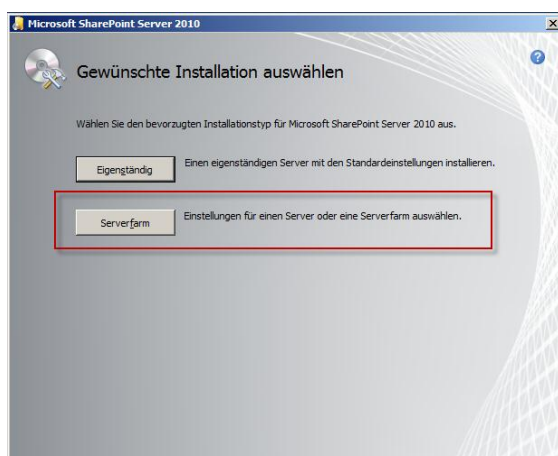 Microsoft SharePoint Server 2010
Gewünschte Installation auswählen
Wählen Sie den bevorzugten Installationstyp für Microsoft SharePoint Server 2010 aus.
Eigenständig
Einen eigenständigen Server mit den Standardeinstellungen installieren.
Serverfarm
Einstellungen für einen Server oder eine Serverfarm auswählen.